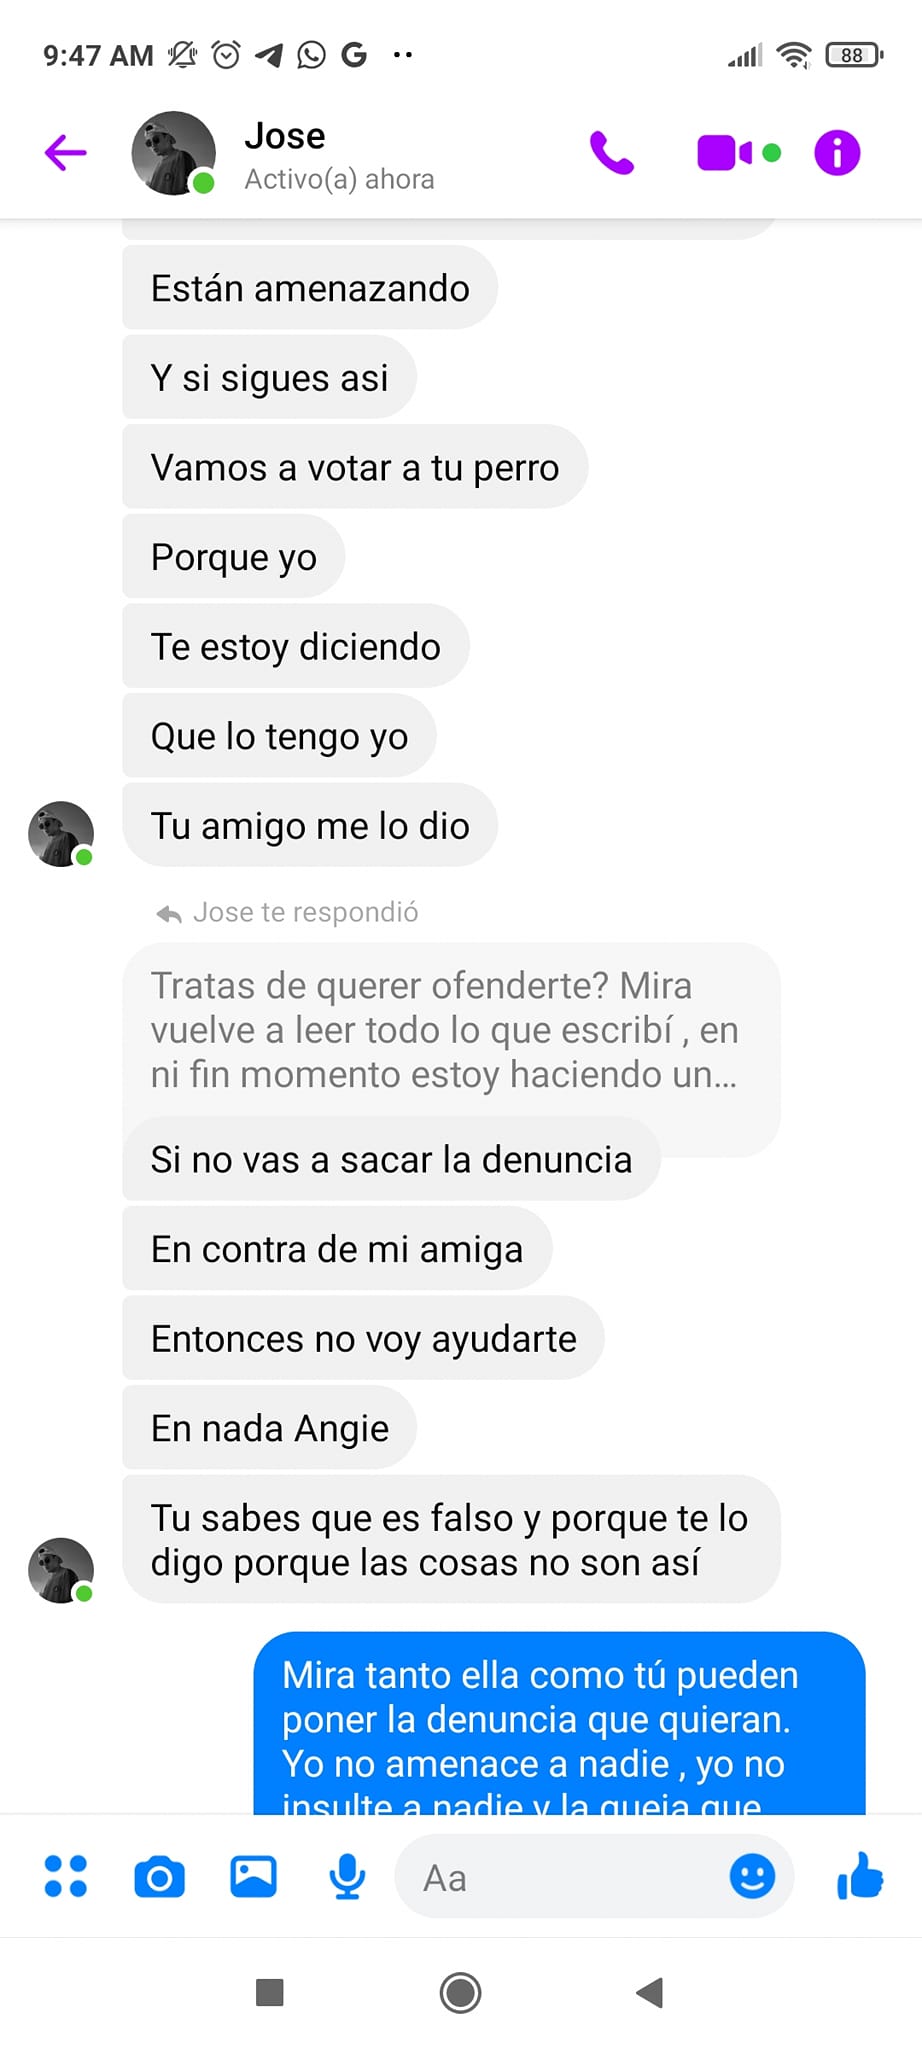 9:47 AM
88
Jose
Activo(a) ahora
Están amenazando
Y si sigues asi
Vamos a votar a tu perro
Porque yo
Te estoy diciendo
Que lo tengo yo
Tu amigo me lo dio
Jose te respondió
Tratas de querer ofenderte? Mira
vuelve a leer todo lo que escribí , en
ni fin momento estoy haciendo un...
Si no vas a sacar la denuncia
En contra de mi amiga
Entonces no voy ayudarte
En nada Angie
Tu sabes que es falso y porque te lo
digo porque las cosas no son así
Mira tanto ella como tú pueden
poner la denuncia que quieran.
Yo no amenace a nadie , yo no
insulte a nadie y la queja que
Aa